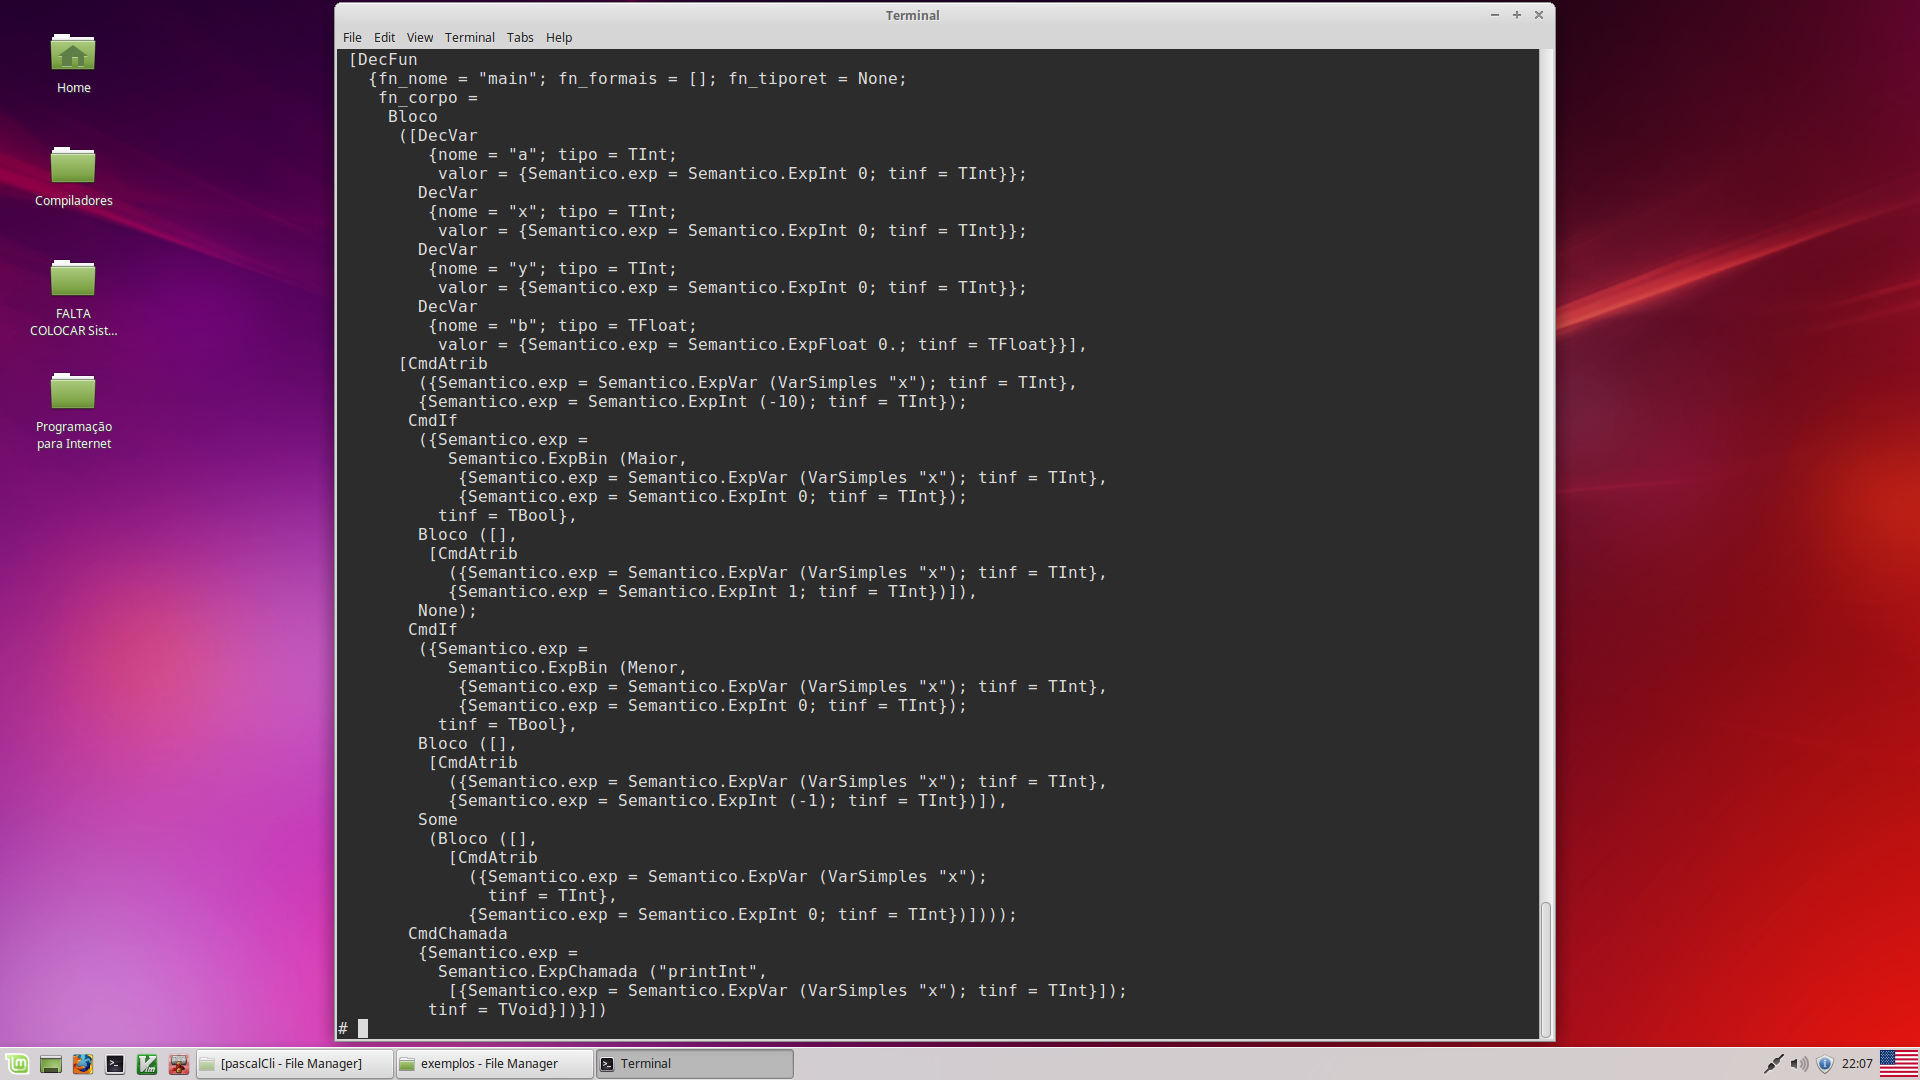 Terminal
File Edit View Terminal Tabs Help
[DecFun
{fn_nome = "main"; fn_formais = []; fn_tiporet = None;
fn_corpo =
Bloco
([DecVar
{nome = "a"; tipo = TInt;
valor = {Semantico.exp = Semantico.ExpInt 0; tinf = TInt}};
DecVar
{nome = "x"; tipo = TInt;
valor = {Semantico.exp = Semantico.ExpInt 0; tinf = TInt}};
DecVar
{nome = "y"; tipo = TInt;
valor = {Semantico.exp = Semantico.ExpInt 0; tinf = TInt}};
DecVar
{nome = "b"; tipo = TFloat;
valor = {Semantico.exp = Semantico.ExpFloat 0.; tinf = TFloat}}],
[CmdAtrib
({Semantico.exp = Semantico.ExpVar (VarSimples "x"); tinf = TInt},
{Semantico.exp = Semantico.ExpInt (-10); tinf = TInt});
CmdIf
({Semantico.exp =
Semantico.ExpBin (Maior,
{Semantico.exp = Semantico.ExpVar (VarSimples "x"); tinf = TInt},
{Semantico.exp = Semantico.ExpInt 0; tinf = TInt});
tinf = TBool},
Bloco ([],
[CmdAtrib
({Semantico.exp = Semantico.ExpVar (VarSimples "x"); tinf = TInt},
{Semantico.exp = Semantico.ExpInt 1; tinf = TInt})]),
None);
CmdIf
({Semantico.exp =
Semantico.ExpBin (Menor,
{Semantico.exp = Semantico.ExpVar (VarSimples "x"); tinf = TInt},
{Semantico.exp = Semantico.ExpInt 0; tinf = TInt});
tinf = TBool},
Bloco ([],
[CmdAtrib
({Semantico.exp = Semantico.ExpVar (VarSimples "x"); tinf = TInt},
{Semantico.exp = Semantico.ExpInt (-1); tinf = TInt})]),
Some
(Bloco ([],
[CmdAtrib
({Semantico.exp = Semantico.ExpVar (VarSimples "x");
tinf = TInt},
{Semantico.exp = Semantico.ExpInt 0; tinf = TInt})])));
CmdChamada
{Semantico.exp =
Semantico.ExpChamada ("printInt",
[{Semantico.exp = Semantico.ExpVar (VarSimples "x"); tinf = TInt}]);
tinf = TVoid}])}])
#
Home
Compiladores
FALTA
COLOCAR Sist...
Programação
para Internet
[pascalCli - File Manager]
exemplos - File Manager
Terminal
22:07